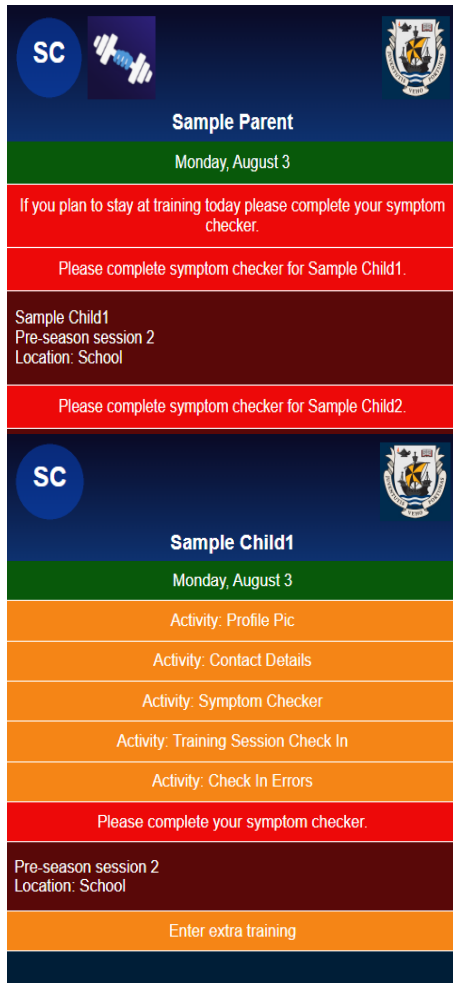 SC
Sample Parent
Monday, August 3
If you plan to stay at training today please complete your symptom
checker.
Please complete symptom checker for Sample Child1.
Sample Child1
Pre-season session 2
Location: School
Please complete symptom checker for Sample Child2.
SC
Sample Child1
Monday, August 3
Activity: Profile Pic
Activity: Contact Details
Activity: Symptom Checker
Activity: Training Session Check In
Activity: Check In Errors
Please complete your symptom checker.
Pre-season session 2
Location: School
Enter extra training